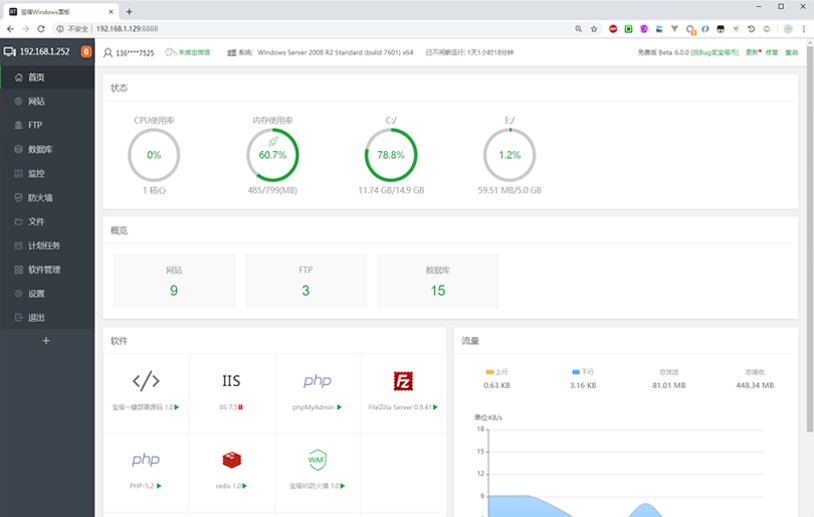 宝塔Windows面板
不安全 | 192.168.1.129:8888
192.168.1.252 0
136****7525 未绑定微信 系统: Windows Server 2008 R2 Standard (build 7601) x64 已不间断运行: 1天1小时18分钟 免费版 Beta 6.0.0 [找Bug奖宝塔币] 更新 修复 重启
首页
网站
FTP
数据库
监控
防火墙
文件
计划任务
软件管理
设置
退出
状态
CPU使用率 内存使用率 C:/ E:/
0% 60.7% 78.8% 1.2%
1 核心 485/799(MB) 11.74 GB/14.9 GB 59.51 MB/5.0 GB
概览
网站 FTP 数据库
9 3 15
软件
</> IIS php FZ
宝塔一键部署源码 1.0 IIS 7.5 phpMyAdmin FileZilla Server 0.9.41
php WAF
PHP-5.2 redis 1.0 宝塔IIS防火墙 1.0
流量
上行 下行 总发送 总接收
0.63 KB 3.16 KB 81.01 MB 448.34 MB
单位:KB/s
18
15
12
9